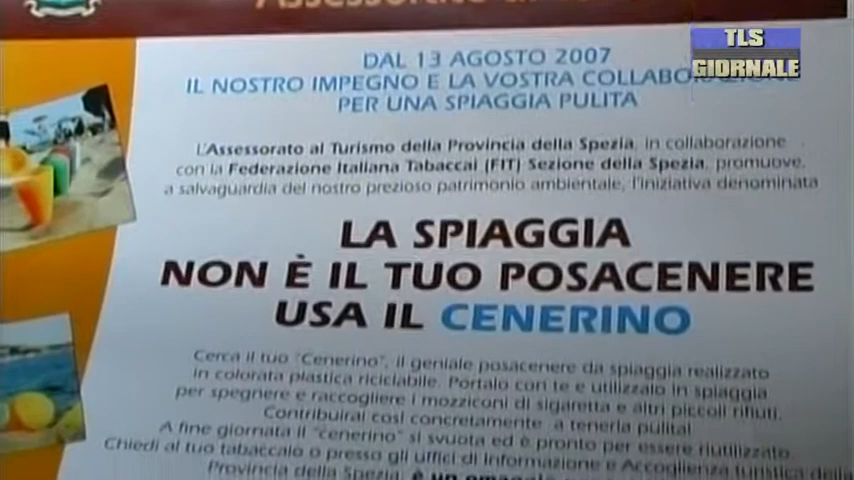 TLS
GIORNALE
DAL 13 AGOSTO 2007
IL NOSTRO IMPEGNO E LA VOSTRA COLLABORAZIONE
PER UNA SPIAGGIA PULITA
L'Assessorato al Turismo della Provincia della Spezia, in collaborazione
con la Federazione Italiana Tabaccai (FIT) Sezione della Spezia, promuove,
a salvaguardia del nostro prezioso patrimonio ambientale, l'iniziativa denominata
LA SPIAGGIA
NON È IL TUO POSACENERE
USA IL CENERINO
Cerca il tuo "Cenerino", il geniale posacenere da spiaggia realizzato
in colorata plastica riciclabile. Portalo con te e utilizzalo in spiaggia
per spegnere e raccogliere i mozziconi di sigaretta e altri piccoli rifiuti.
Contribuirai così concretamente a tenerla pulita!
A fine giornata il "cenerino" si svuota ed è pronto per essere riutilizzato.
Chiedi al tuo tabaccaio o presso gli uffici di Informazione e Accoglienza turistica della
Provincia della Spezia, è un omaggio